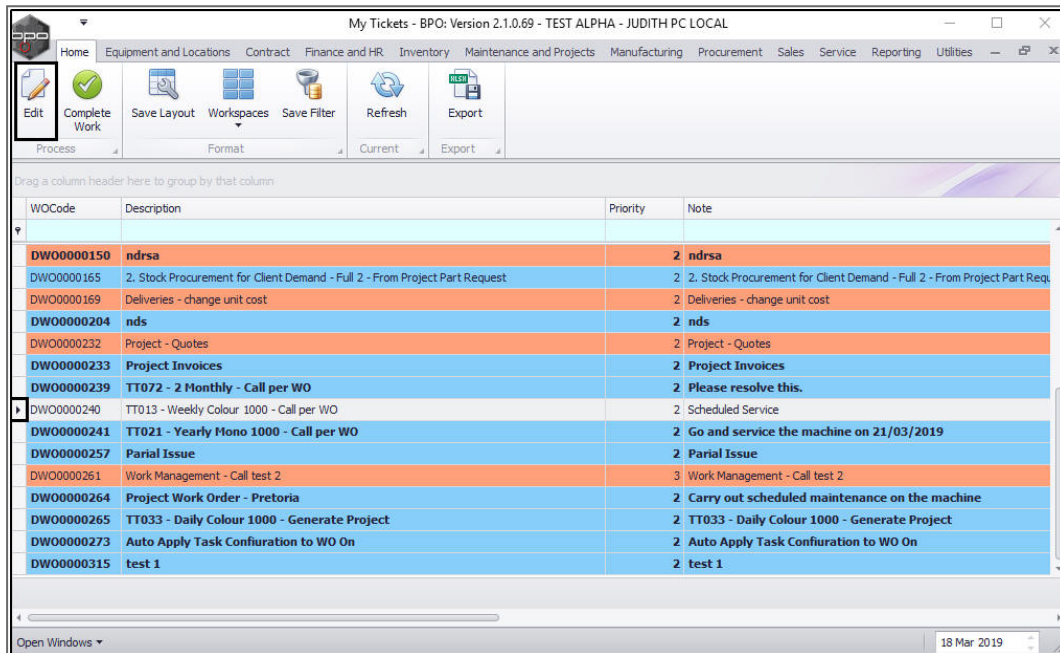 My Tickets - BPO: Version 2.1.0.69 - TEST ALPHA - JUDITH PC LOCAL
bpo
Home Equipment and Locations Contract Finance and HR Inventory Maintenance and Projects Manufacturing Procurement Sales Service Reporting Utilities
Edit Complete Work Save Layout Workspaces Save Filter Refresh XLSX Export
Process Format Current Export
Drag a column header here to group by that column
WOCode Description Priority Note
DWO0000150 ndrsa 2 ndrsa
DWO0000165 2. Stock Procurement for Client Demand - Full 2 - From Project Part Request 2 2. Stock Procurement for Client Demand - Full 2 - From Project Part Requ
DWO0000169 Deliveries - change unit cost 2 Deliveries - change unit cost
DWO0000204 nds 2 nds
DWO0000232 Project - Quotes 2 Project - Quotes
DWO0000233 Project Invoices 2 Project Invoices
DWO0000239 TT072 - 2 Monthly - Call per WO 2 Please resolve this.
DWO0000240 TT013 - Weekly Colour 1000 - Call per WO 2 Scheduled Service
DWO0000241 TT021 - Yearly Mono 1000 - Call per WO 2 Go and service the machine on 21/03/2019
DWO0000257 Parial Issue 2 Parial Issue
DWO0000261 Work Management - Call test 2 3 Work Management - Call test 2
DWO0000264 Project Work Order - Pretoria 2 Carry out scheduled maintenance on the machine
DWO0000265 TT033 - Daily Colour 1000 - Generate Project 2 TT033 - Daily Colour 1000 - Generate Project
DWO0000273 Auto Apply Task Confiuration to WO On 2 Auto Apply Task Confiuration to WO On
DWO0000315 test 1 2 test 1
Open Windows 18 Mar 2019